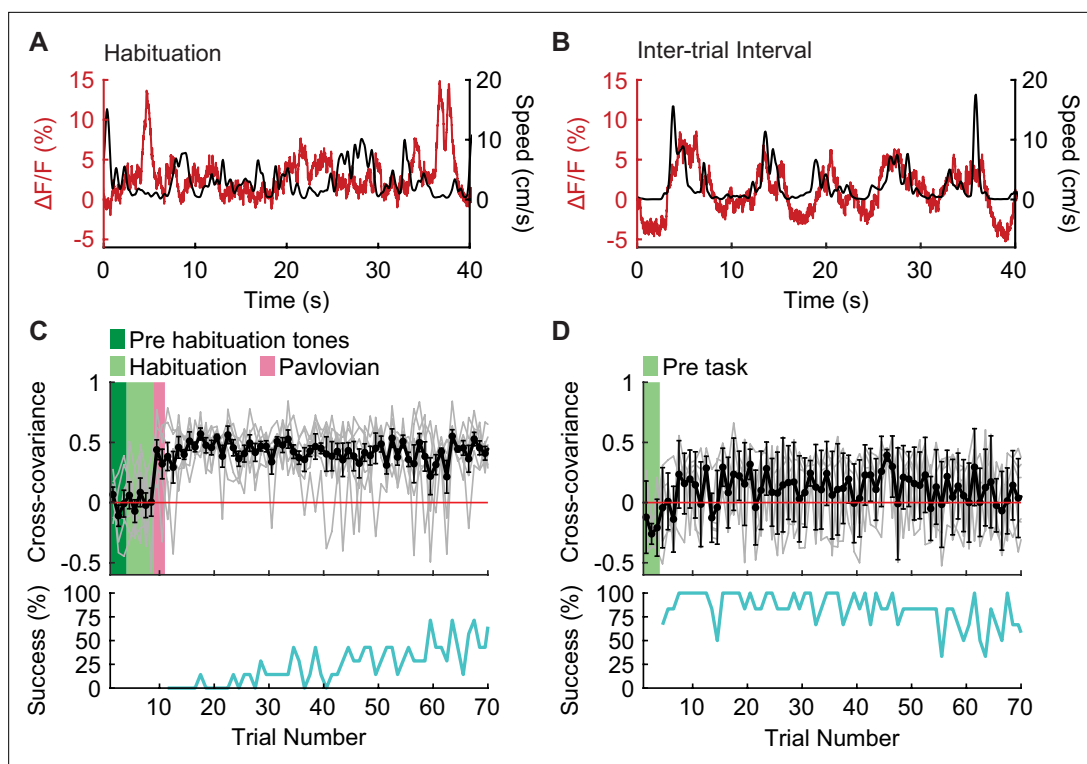 A
Habituation
15
10
5
0
-5
ΔF/F (%)
20
10
0
Speed (cm/s)
0 10 20 30 40
Time (s)
B
Inter-trial Interval
15
10
5
0
-5
ΔF/F (%)
20
10
0
Speed (cm/s)
0 10 20 30 40
Time (s)
C
Pre habituation tones
Habituation Pavlovian
1
0.5
0
-0.5
Cross-covariance
100
75
50
25
0
Success (%)
10 20 30 40 50 60 70
Trial Number
D
Pre task
1
0.5
0
-0.5
Cross-covariance
100
75
50
25
0
Success (%)
10 20 30 40 50 60 70
Trial Number